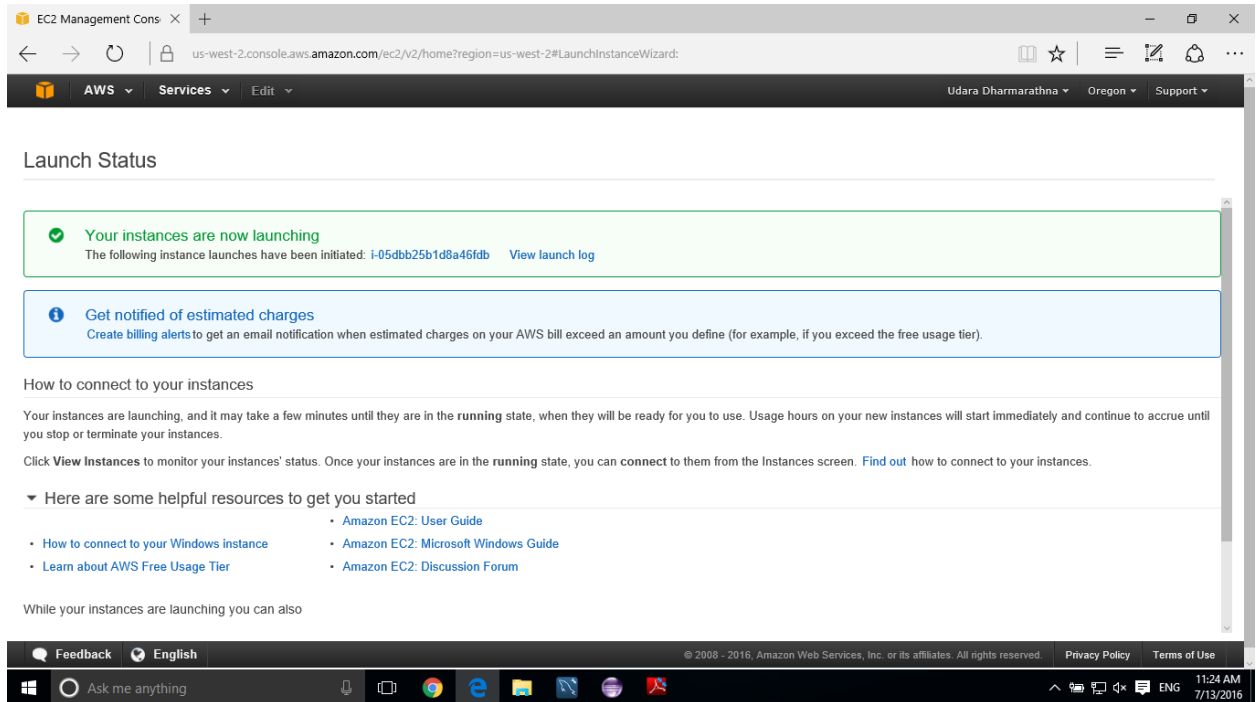 EC2 Management Cons
us-west-2.console.aws.amazon.com/ec2/v2/home?region=us-west-2#LaunchInstanceWizard:
AWS Services Edit Udara Dharmarathna Oregon Support
Launch Status
Your instances are now launching
The following instance launches have been initiated: i-05dbb25b1d8a46fdb View launch log
Get notified of estimated charges
Create billing alerts to get an email notification when estimated charges on your AWS bill exceed an amount you define (for example, if you exceed the free usage tier).
How to connect to your instances
Your instances are launching, and it may take a few minutes until they are in the running state, when they will be ready for you to use. Usage hours on your new instances will start immediately and continue to accrue until
you stop or terminate your instances.
Click View Instances to monitor your instances' status. Once your instances are in the running state, you can connect to them from the Instances screen. Find out how to connect to your instances.
Here are some helpful resources to get you started
• Amazon EC2: User Guide
• How to connect to your Windows instance • Amazon EC2: Microsoft Windows Guide
• Learn about AWS Free Usage Tier • Amazon EC2: Discussion Forum
While your instances are launching you can also
Feedback English © 2008 - 2016, Amazon Web Services, Inc. or its affiliates. All rights reserved. Privacy Policy Terms of Use
Ask me anything ENG 11:24 AM
7/13/2016